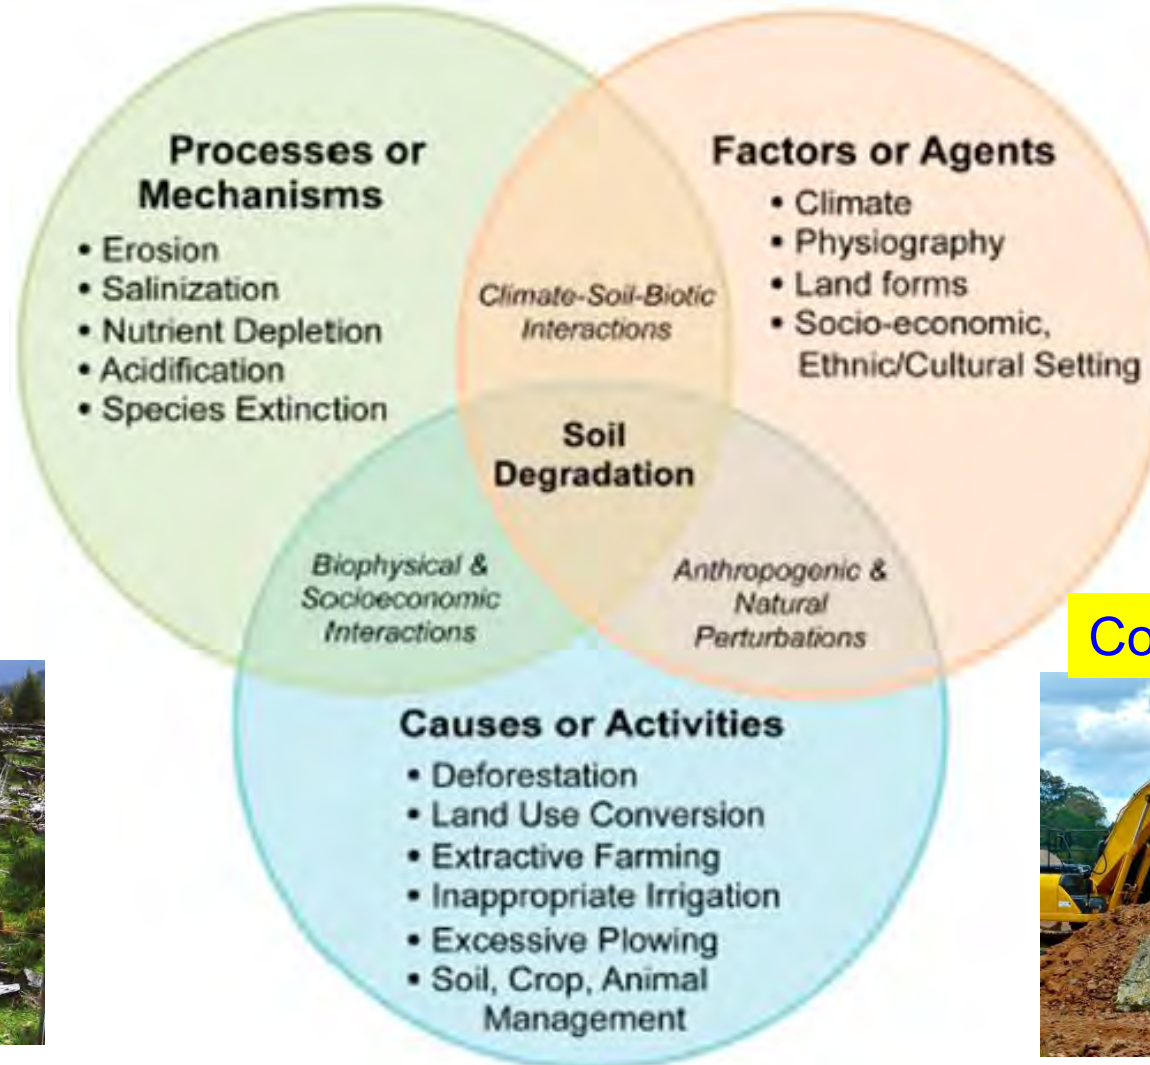 Processes or
Mechanisms
• Erosion
• Salinization
• Nutrient Depletion
• Acidification
• Species Extinction
Factors or Agents
• Climate
• Physiography
• Land forms
• Socio-economic,
Ethnic/Cultural Setting
Climate-Soil-Biotic
Interactions
Soil
Degradation
Biophysical &
Socioeconomic
Interactions
Anthropogenic &
Natural
Perturbations
Causes or Activities
• Deforestation
• Land Use Conversion
• Extractive Farming
• Inappropriate Irrigation
• Excessive Plowing
• Soil, Crop, Animal
Management